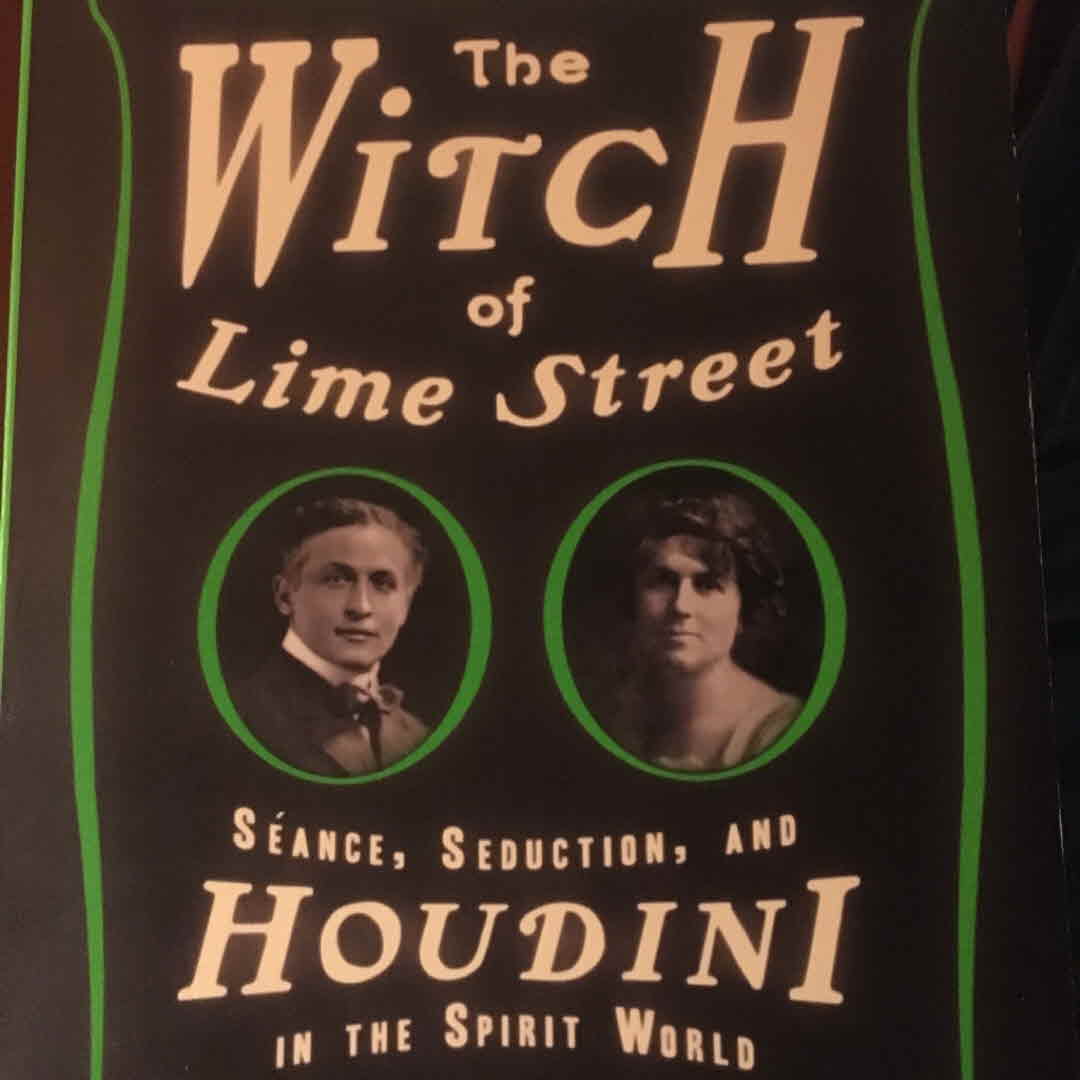 The
WiTcH
of
Lime Street
SÉANCE, SEDUCTION, AND
HOUDINI
IN THE SPIRIT WORLD